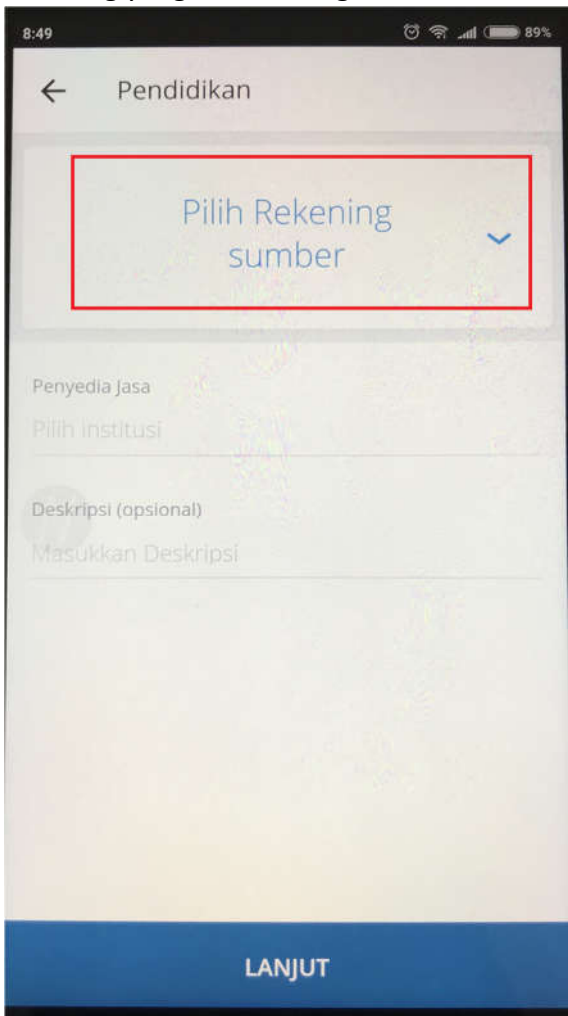 8:49
89%
Pendidikan
Pilih Rekening
sumber
Penyedia Jasa
Pilih institusi
Deskripsi (opsional)
Masukkan Deskripsi
LANJUT